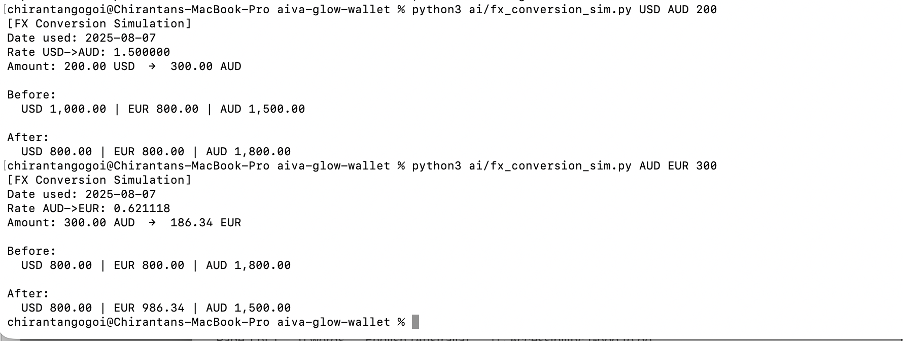 chirantangogoi@Chirantans-MacBook-Pro aiva-glow-wallet % python3 ai/fx_conversion_sim.py USD AUD 200
[FX Conversion Simulation]
Date used: 2025-08-07
Rate USD->AUD: 1.500000
Amount: 200.00 USD → 300.00 AUD
Before:
USD 1,000.00 | EUR 800.00 | AUD 1,500.00
After:
USD 800.00 | EUR 800.00 | AUD 1,800.00
chirantangogoi@Chirantans-MacBook-Pro aiva-glow-wallet % python3 ai/fx_conversion_sim.py AUD EUR 300
[FX Conversion Simulation]
Date used: 2025-08-07
Rate AUD->EUR: 0.621118
Amount: 300.00 AUD → 186.34 EUR
Before:
USD 800.00 | EUR 800.00 | AUD 1,800.00
After:
USD 800.00 | EUR 986.34 | AUD 1,500.00
chirantangogoi@Chirantans-MacBook-Pro aiva-glow-wallet %